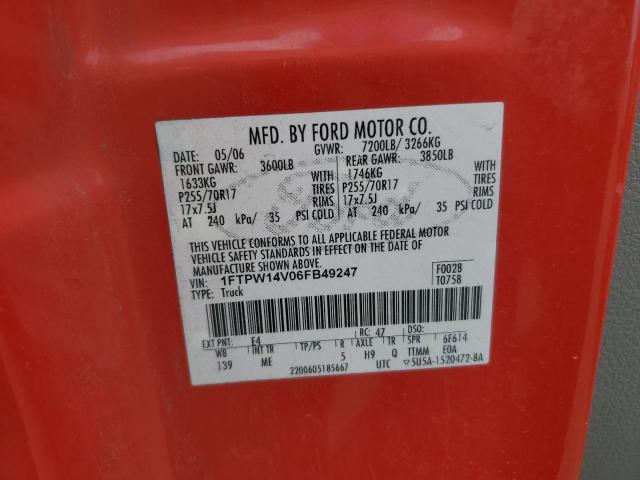 MFD. BY FORD MOTOR CO.
DATE: 05/06 GVWR: 7200LB/ 3266KG
FRONT GAWR: 3600LB REAR GAWR: 3850LB
1633KG WITH 1746KG WITH
P255/70R17 TIRES P255/70R17 TIRES
17x7.5J RIMS 17x7.5J RIMS
AT 240 kPa/ 35 PSI COLD AT 240 kPa/ 35 PSI COLD
THIS VEHICLE CONFORMS TO ALL APPLICABLE FEDERAL MOTOR
VEHICLE SAFETY STANDARDS IN EFFECT ON THE DATE OF
MANUFACTURE SHOWN ABOVE.
VIN: 1FTPW14V06FB49247 F0028
TYPE: Truck T0758
EXT PNT: E4 RC: 47 DSO:
WB INT TR TP/PS R AXLE TR SPR 6F614
139 ME 5 H9 Q TTMM E0A
2200605185667 UTC ▽5U5A-1520472-BA
Ford